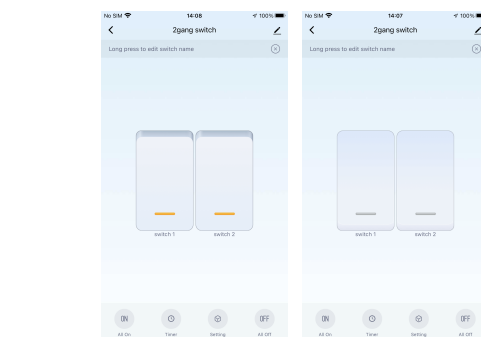 No SIM 14:08 100%
2gang switch
Long press to edit switch name
switch 1 switch 2
ON OFF
All On Timer Setting All Off
No SIM 14:07 100%
2gang switch
Long press to edit switch name
switch 1 switch 2
ON OFF
All On Timer Setting All Off